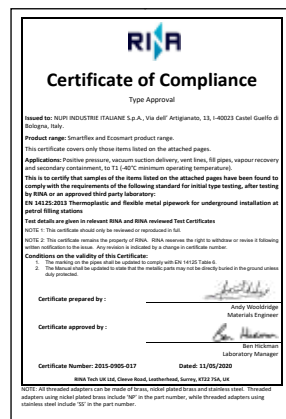 RINA
Certificate of Compliance
Type Approval
Issued to: NUPI INDUSTRIE ITALIANE S.p.A., Via dell' Artigianato, 13, I-40023 Castel Guelfo di
Bologna, Italy.
Product range: Smartflex and Ecosmart product range.
This certificate covers only those items listed on the attached pages.
Applications: Positive pressure, vacuum suction delivery, vent lines, fill pipes, vapour recovery
and secondary containment, to T1 (-40°C minimum operating temperature).
This is to certify that samples of the items listed on the attached pages have been found to
comply with the requirements of the following standard for initial type testing, after testing
by RINA or an approved third party laboratory:
EN 14125:2013 Thermoplastic and flexible metal pipework for underground installation at
petrol filling stations
Test details are given in relevant RINA and RINA reviewed Test Certificates
NOTE 1: This certificate should only be reviewed or reproduced in full.
NOTE 2: This certificate remains the property of RINA. RINA reserves the right to withdraw or revise it following
written notification to the issue. Any revision is indicated by a change in certificate number.
Conditions on the validity of this Certificate:
1. The marking on the pipes shall be updated to comply with EN 14125 Table 6.
2. The Manual shall be updated to state that the metallic parts may not be directly buried in the ground unless
duly protected.
Certificate prepared by :
Andy Wooldridge
Materials Engineer
Certificate approved by :
Ben Hickman
Ben Hickman
Laboratory Manager
Certificate Number: 2015-0905-017 Dated: 11/05/2020
RINA Tech UK Ltd, Cleeve Road, Leatherhead, Surrey, KT22 7SA, UK
NOTE: All threaded adapters can be made of brass, nickel plated brass and stainless steel. Threaded
adapters using nickel plated brass include 'NP' in the part number, while threaded adapters using
stainless steel include 'SS' in the part number.